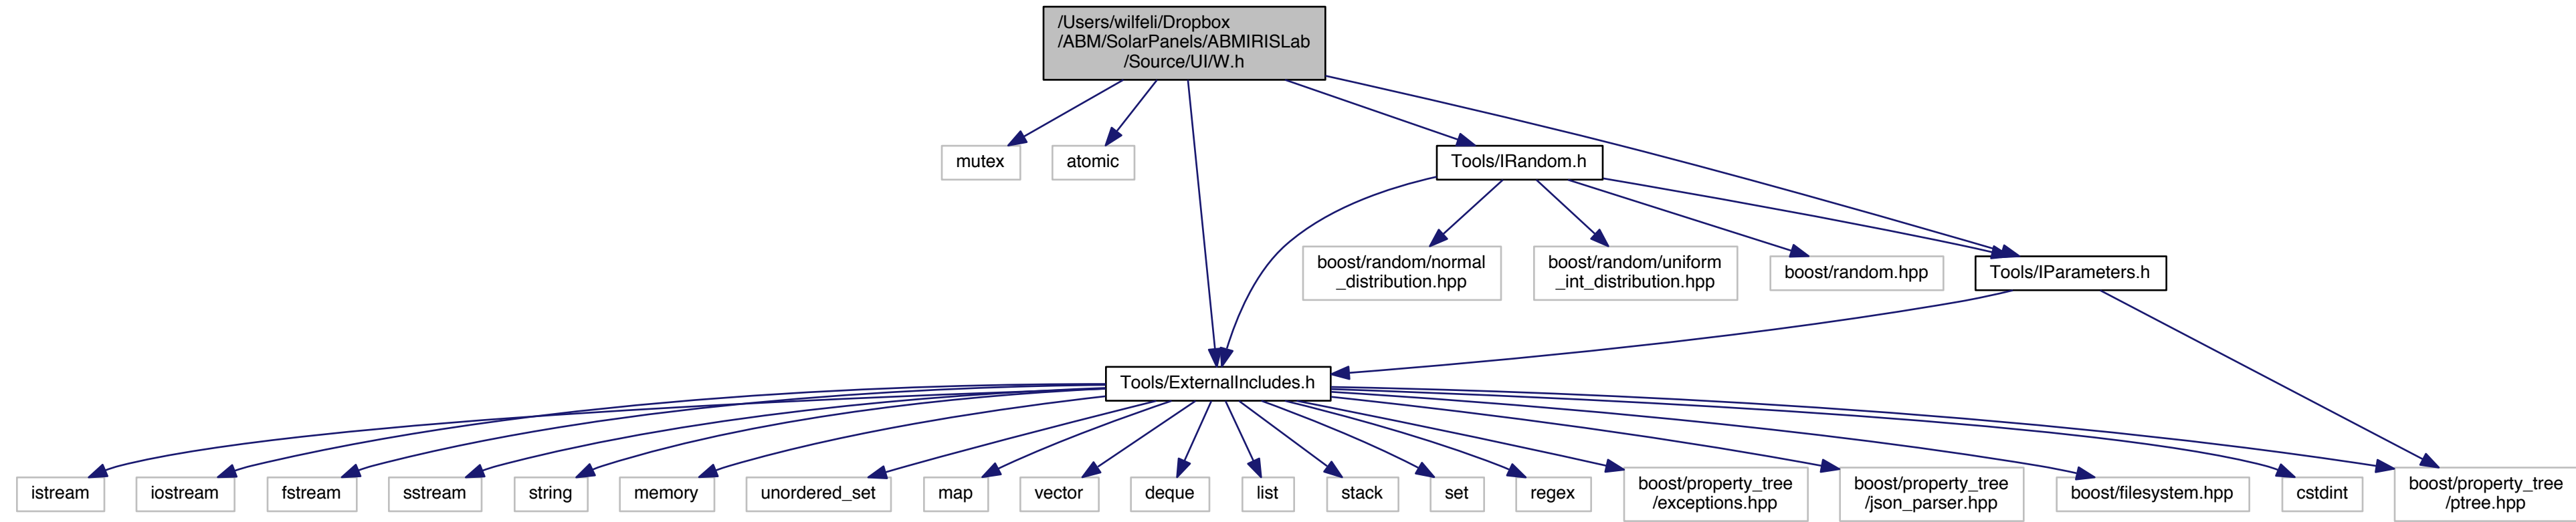 /Users/wilfeli/Dropbox
/ABM/SolarPanels/ABMIRISLab
/Source/UI/W.h
mutex
atomic
Tools/IRandom.h
boost/random/normal
_distribution.hpp
boost/random/uniform
_int_distribution.hpp
boost/random.hpp
Tools/IParameters.h
Tools/ExternalIncludes.h
istream
iostream
fstream
sstream
string
memory
unordered_set
map
vector
deque
list
stack
set
regex
boost/property_tree
/exceptions.hpp
boost/property_tree
/json_parser.hpp
boost/filesystem.hpp
cstdint
boost/property_tree
/ptree.hpp